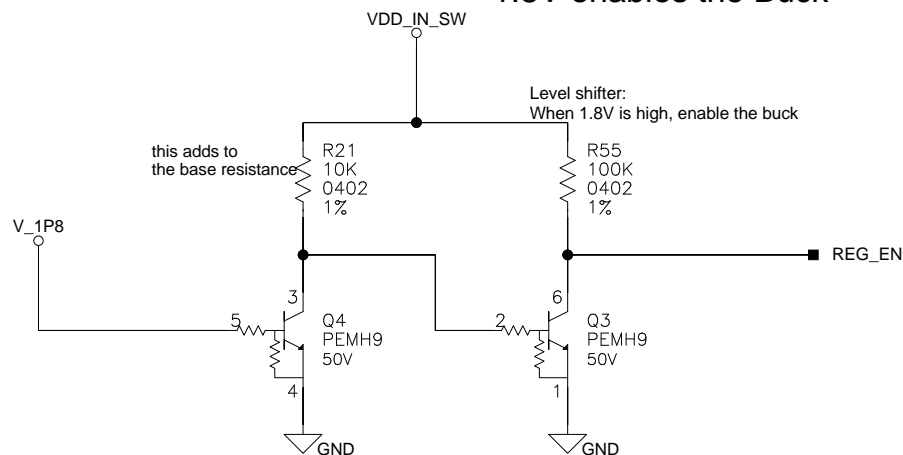 VDD_IN_SW
Level shifter:
When 1.8V is high, enable the buck
this adds to
the base resistance
R21
10K
0402
1%
R55
100K
0402
1%
V_1P8
REG_EN
3
5
Q4
PEMH9
50V
4
GND
6
2
Q3
PEMH9
50V
1
GND